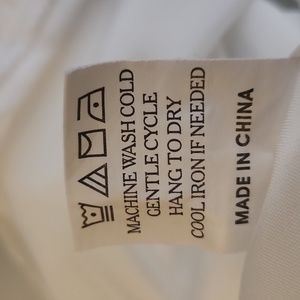 MACHINE WASH COLD
GENTLE CYCLE
HANG TO DRY
COOL IRON IF NEEDED
MADE IN CHINA